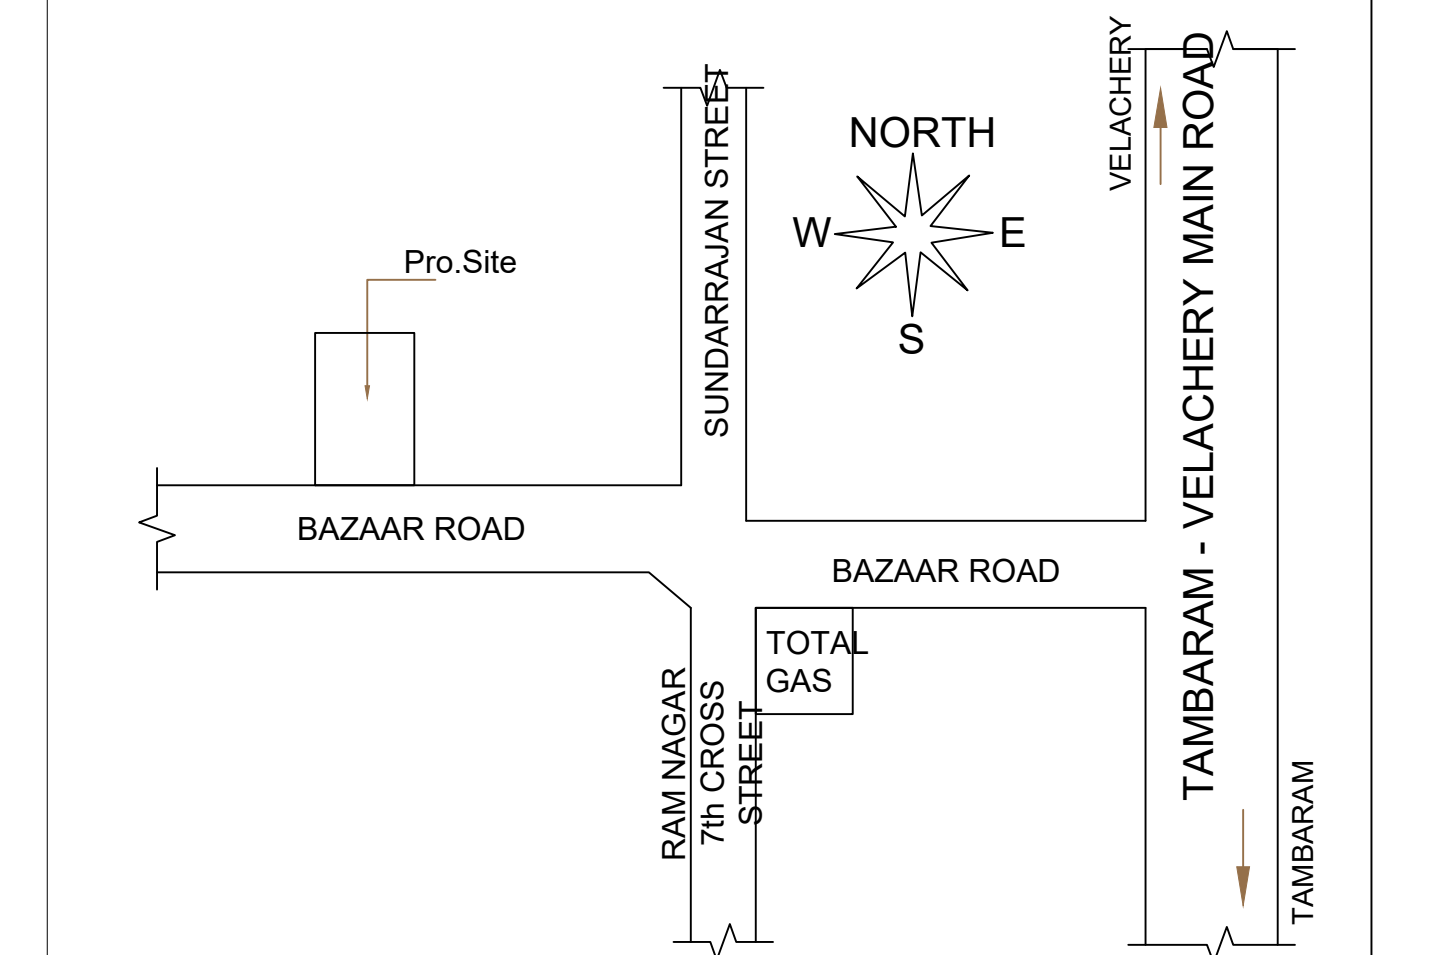 VELACHERY
TAMBARAM - VELACHERY MAIN ROAD
SUNDARRAJAN STREET
NORTH
W
E
S
Pro.Site
BAZAAR ROAD
BAZAAR ROAD
TOTAL
GAS
RAM NAGAR
7th CROSS
STREET
TAMBARAM